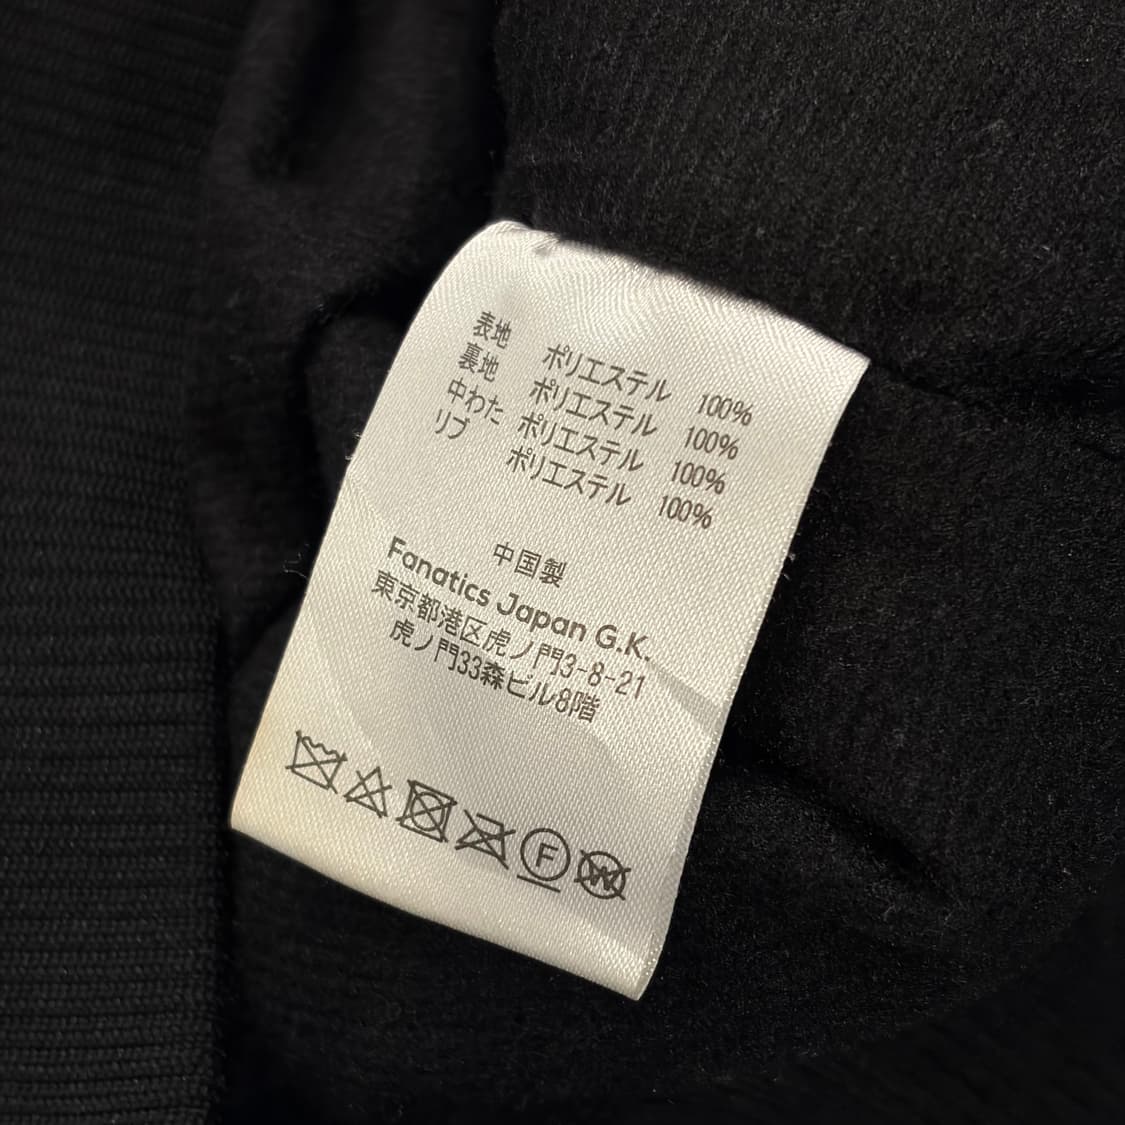 表地 ポリエステル 100%
裏地 ポリエステル 100%
中わた ポリエステル 100%
リブ ポリエステル 100%
中国製
Fanatics Japan G.K.
東京都港区虎ノ門3-8-21
虎ノ門33森ビル8階
F W